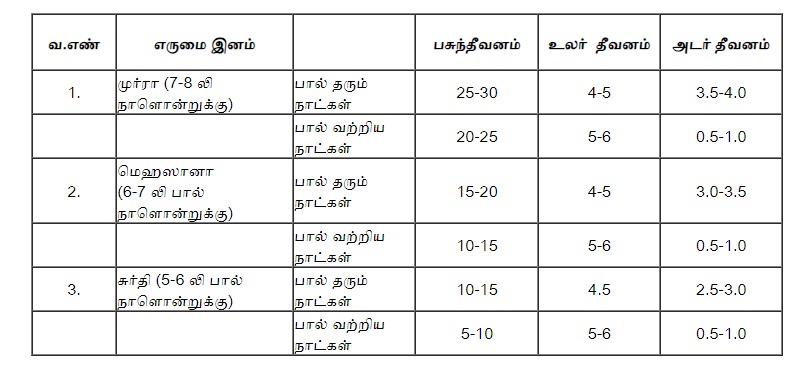 வ.எண் எருமை இனம் பசுந்தீவனம் உலர் தீவனம் அடர் தீவனம்
1. முர்ரா (7-8 லி நாளொன்றுக்கு) பால் தரும் நாட்கள் 25-30 4-5 3.5-4.0
பால் வற்றிய நாட்கள் 20-25 5-6 0.5-1.0
2. மெஹஸானா (6-7 லி பால் நாளொன்றுக்கு) பால் தரும் நாட்கள் 15-20 4-5 3.0-3.5
பால் வற்றிய நாட்கள் 10-15 5-6 0.5-1.0
3. சுர்தி (5-6 லி பால் நாளொன்றுக்கு) பால் தரும் நாட்கள் 10-15 4.5 2.5-3.0
பால் வற்றிய நாட்கள் 5-10 5-6 0.5-1.0